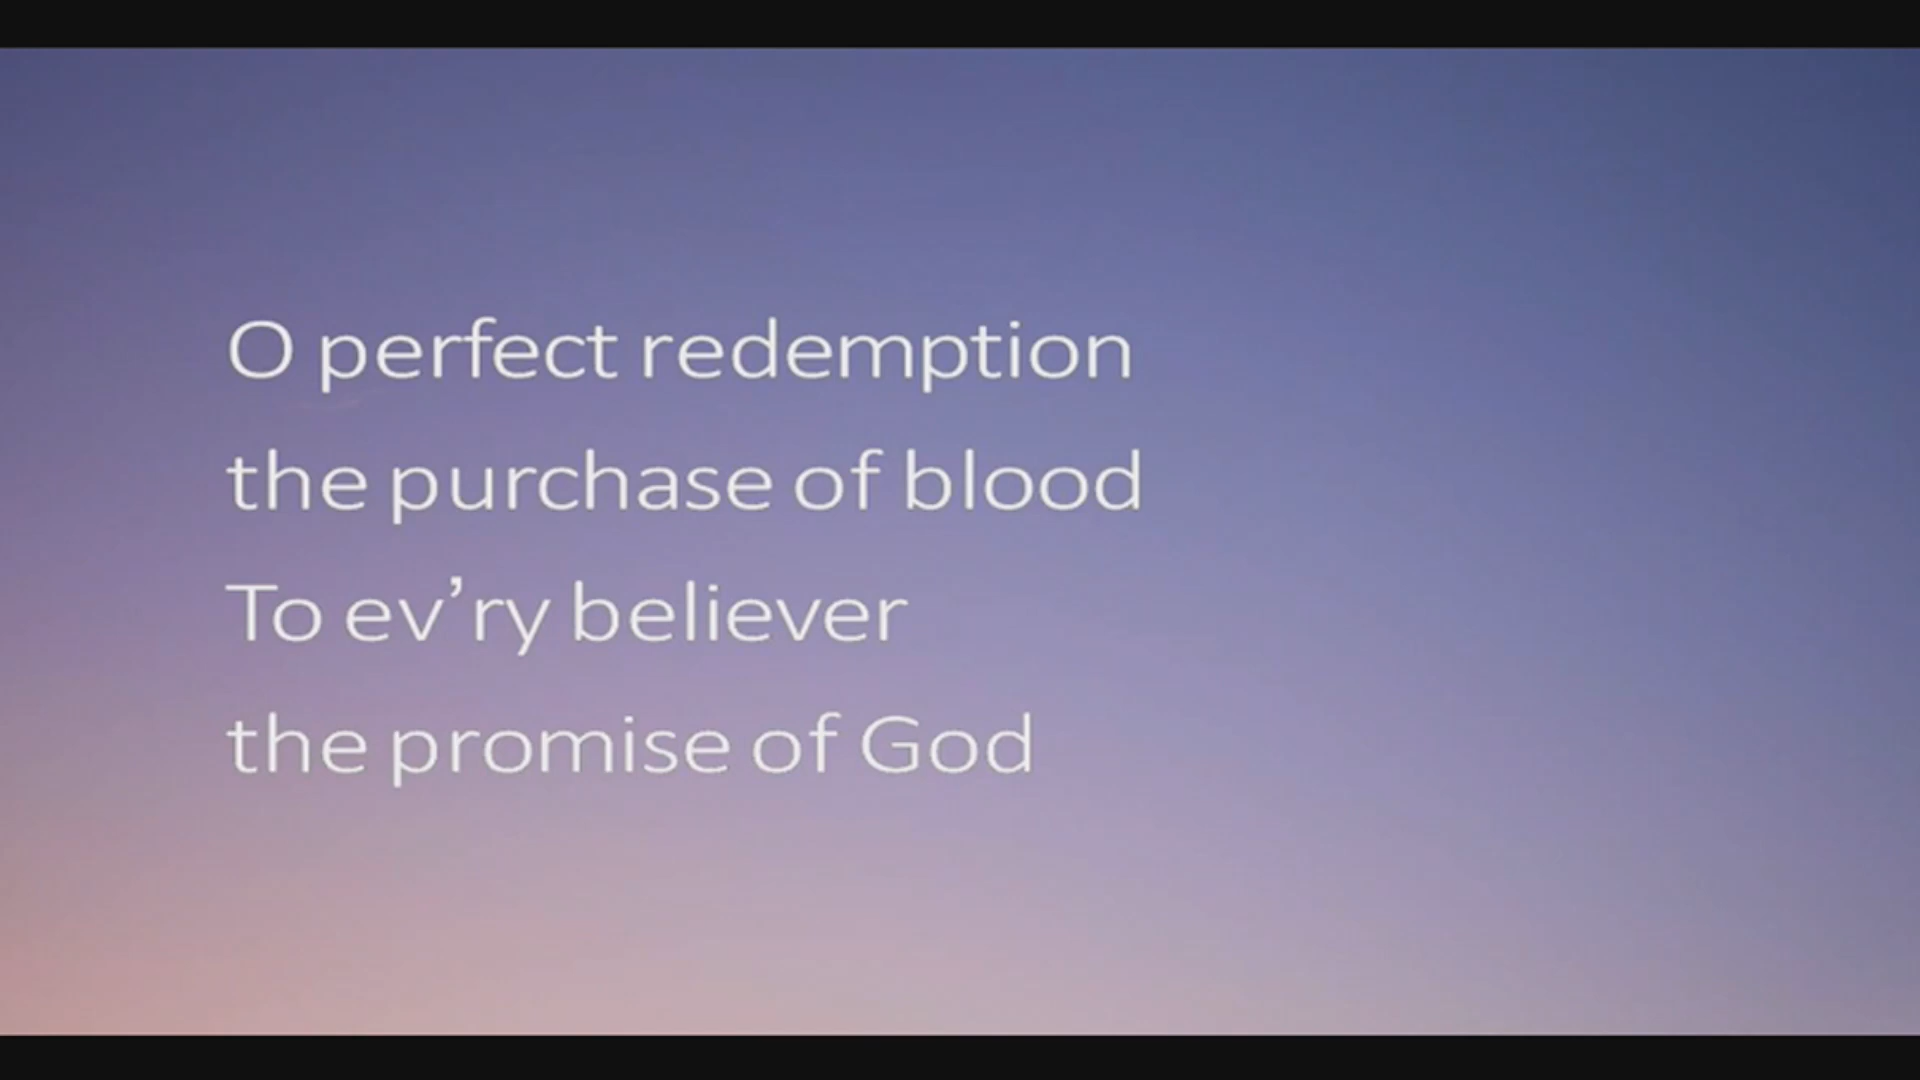 O perfect redemption
the purchase of blood
To ev’ry believer
the promise of God